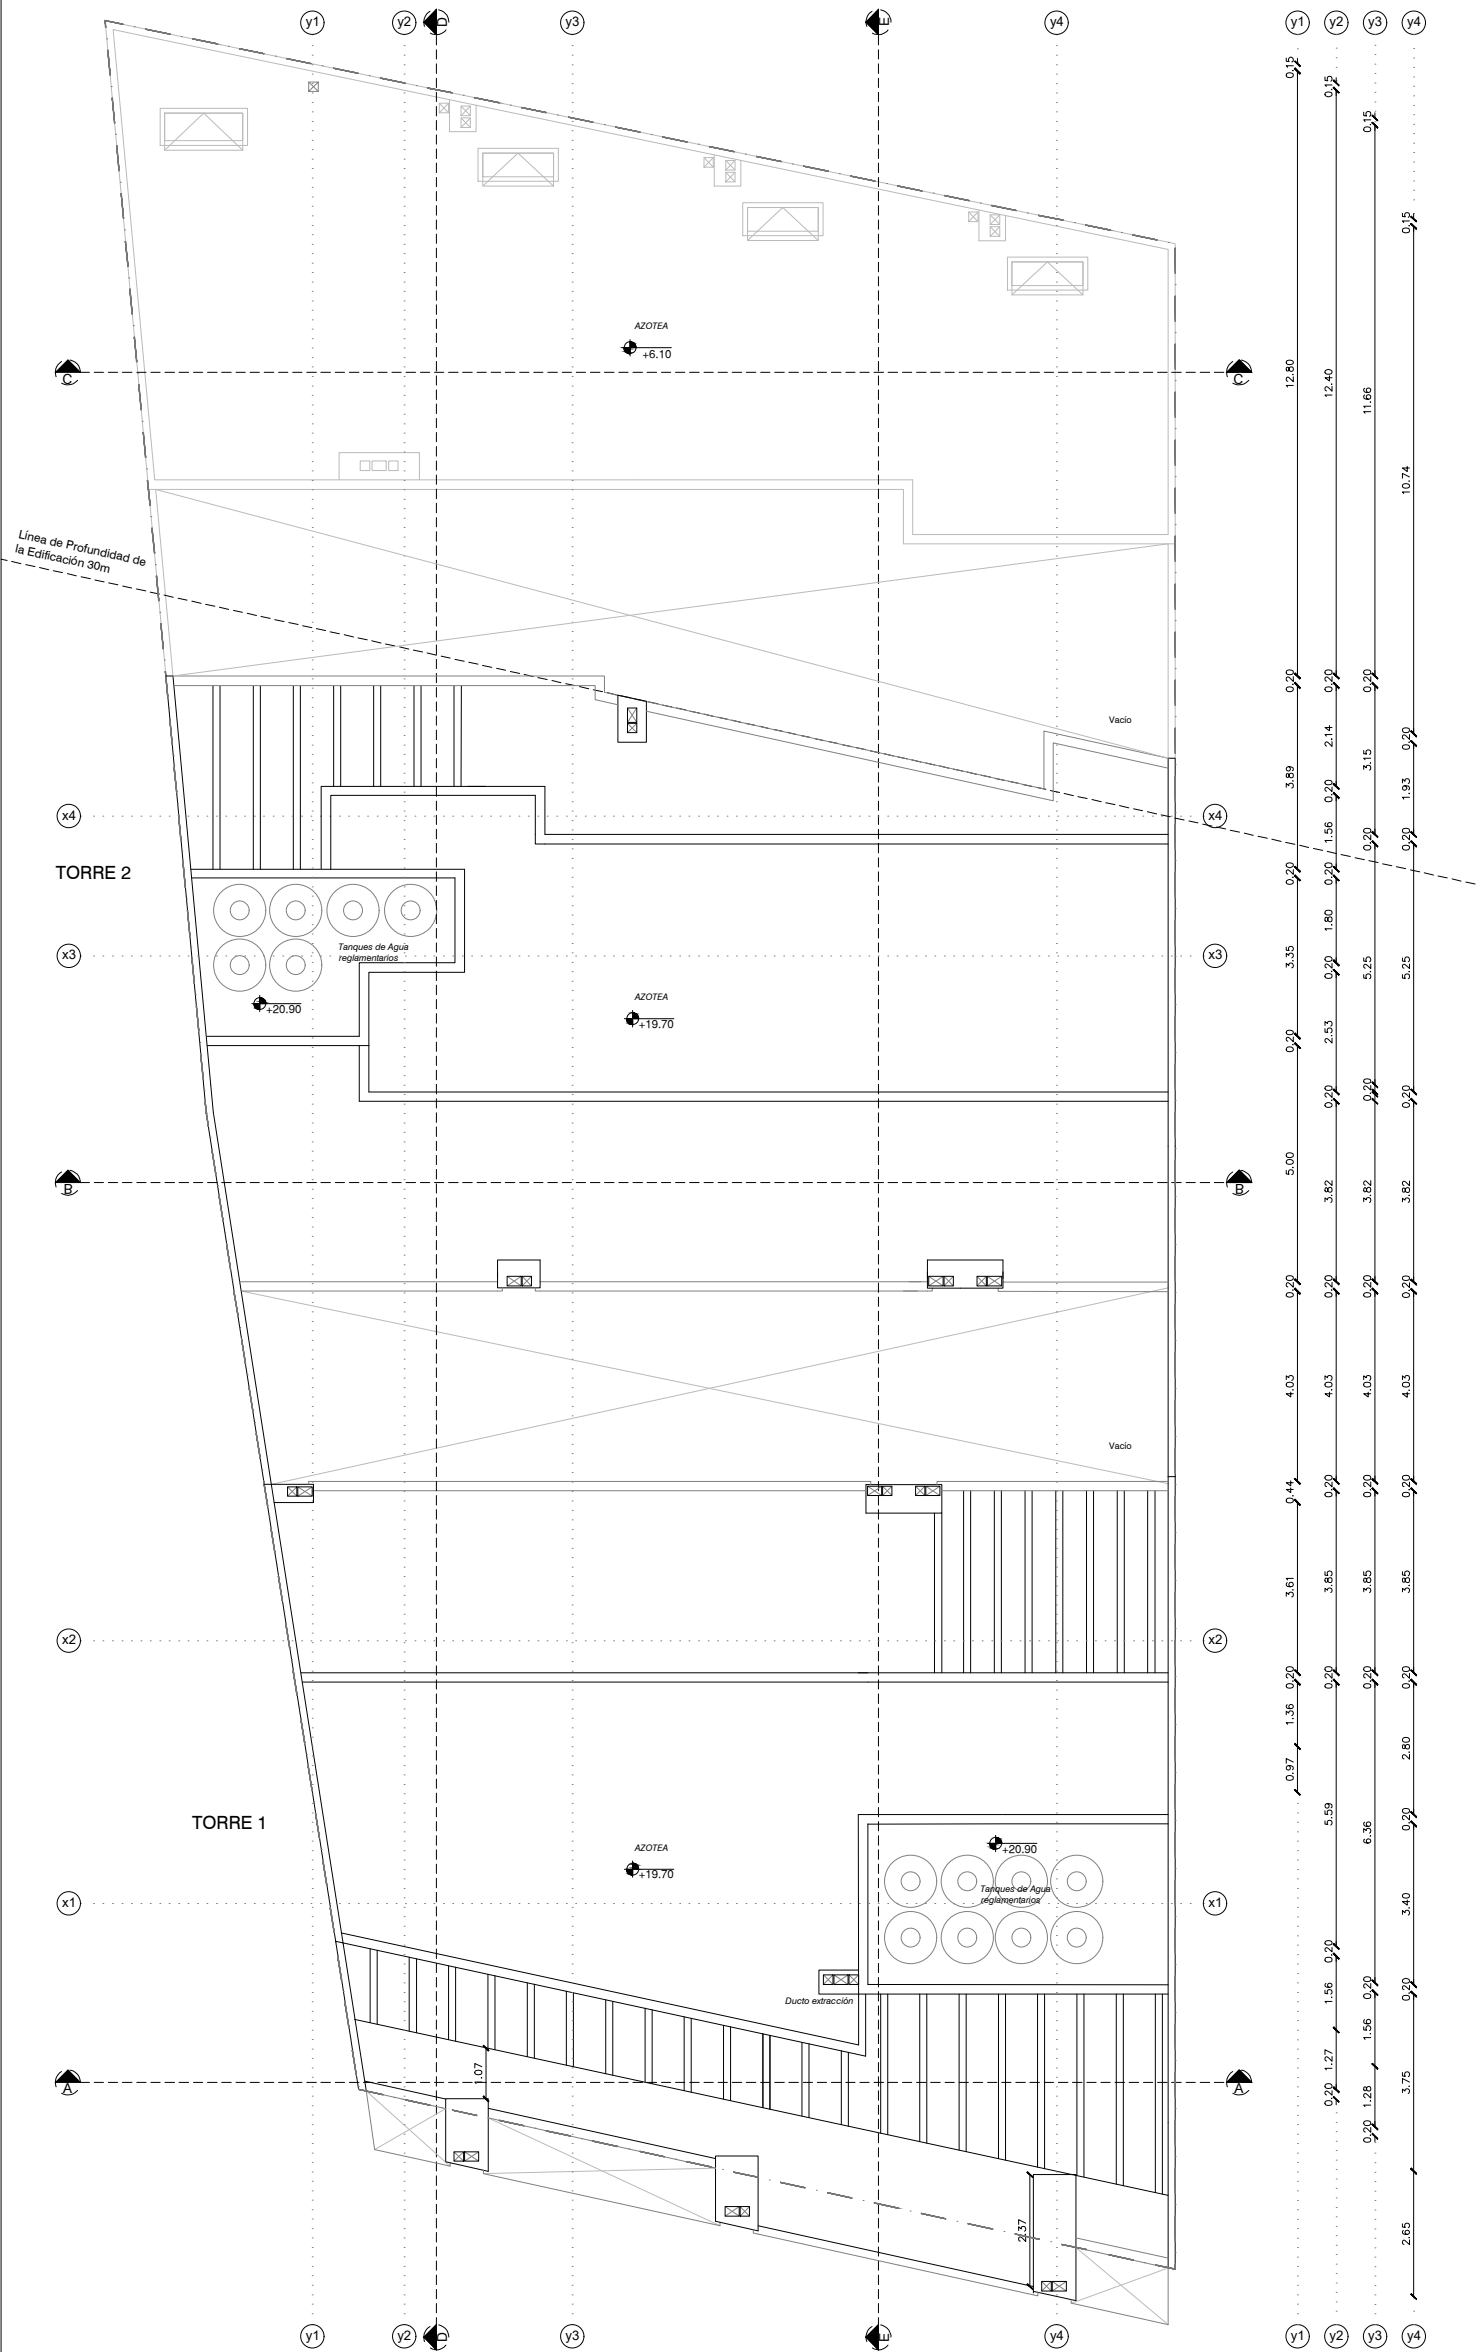 y1
y2
D
y3
E
y4
y1
y2
y3
y4
AZOTEA
+6.10
C
C
Línea de Profundidad de
la Edificación 30m
Vacío
x4
x4
TORRE 2
Tanques de Agua
reglamentarios
x3
x3
+20.90
AZOTEA
+19.70
B
B
Vacío
x2
x2
TORRE 1
AZOTEA
+19.70
+20.90
Tanques de Agua
reglamentarios
x1
x1
Ducto extracción
1.07
A
A
2.37
0.15
12.80
0.20
3.89
0.20
3.35
0.20
5.00
0.20
4.03
0.44
3.61
0.20
1.36
0.97
0.15
12.40
0.20
2.14
0.20
1.56
0.20
1.80
0.20
2.53
0.20
3.82
0.20
4.03
0.20
3.85
0.20
5.59
0.20
1.56
1.27
0.20
0.15
11.66
0.20
3.15
0.20
5.25
0.20
3.82
0.20
4.03
0.20
3.85
0.20
6.36
0.20
1.56
1.28
0.20
0.15
10.74
0.20
1.93
0.20
5.25
0.20
3.82
0.20
4.03
0.20
3.85
0.20
2.80
0.20
3.40
0.20
3.75
2.65
y1
y2
D
y3
E
y4
y1
y2
y3
y4